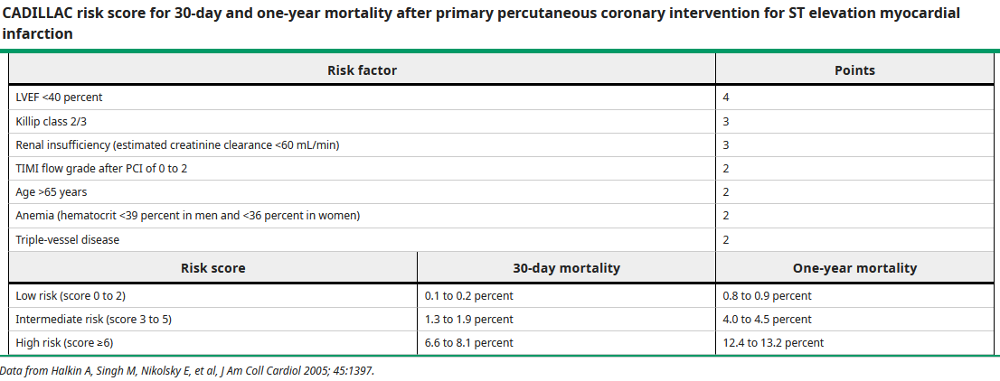 CADILLAC risk score for 30-day and one-year mortality after primary percutaneous coronary intervention for ST elevation myocardial
infarction
Risk factor Points
LVEF <40 percent 4
Killip class 2/3 3
Renal insufficiency (estimated creatinine clearance <60 mL/min) 3
TIMI flow grade after PCI of 0 to 2 2
Age >65 years 2
Anemia (hematocrit <39 percent in men and <36 percent in women) 2
Triple-vessel disease 2
Risk score 30-day mortality One-year mortality
Low risk (score 0 to 2) 0.1 to 0.2 percent 0.8 to 0.9 percent
Intermediate risk (score 3 to 5) 1.3 to 1.9 percent 4.0 to 4.5 percent
High risk (score ≥6) 6.6 to 8.1 percent 12.4 to 13.2 percent
Data from Halkin A, Singh M, Nikolsky E, et al, J Am Coll Cardiol 2005; 45:1397.